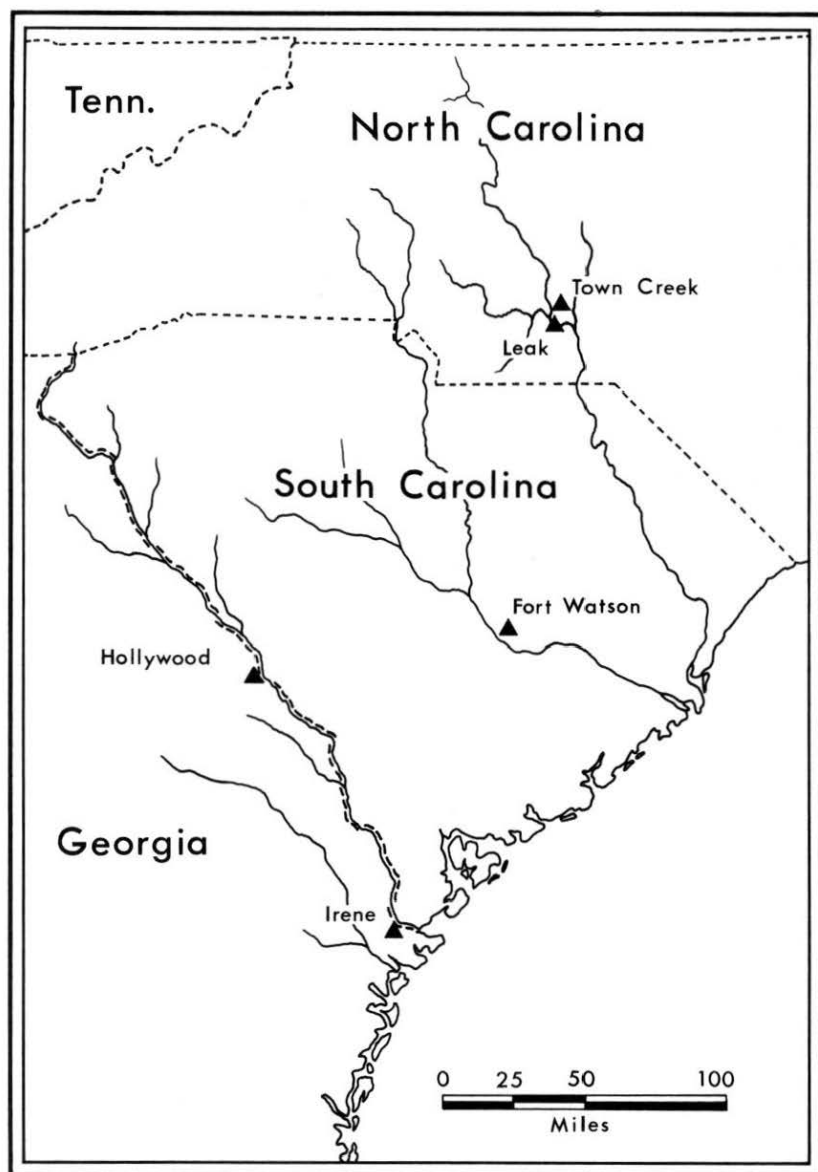 Tenn.
North Carolina
Town Creek
Leak
South Carolina
Fort Watson
Hollywood
Georgia
Irene
0 25 50 100
Miles